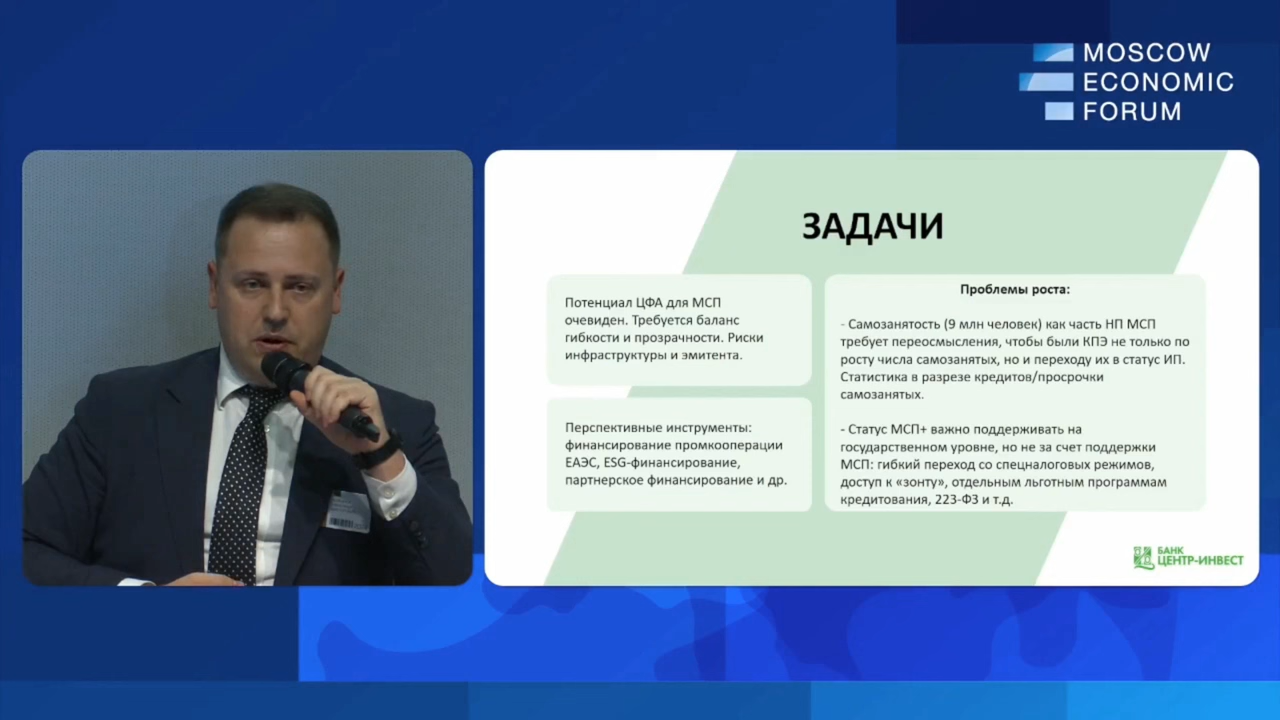 MOSCOW
ECONOMIC
FORUM
ЗАДАЧИ
Потенциал ЦФА для МСП
очевиден. Требуется баланс
гибкости и прозрачности. Риски
инфраструктуры и эмитента.
Перспективные инструменты:
финансирование промкооперации
ЕАЭС, ESG-финансирование,
партнерское финансирование и др.
Проблемы роста:
- Самозанятость (9 млн человек) как часть НП МСП
требует переосмысления, чтобы были КПЭ не только по
росту числа самозанятых, но и переходу их в статус ИП.
Статистика в разрезе кредитов/просрочки
самозанятых.
- Статус МСП+ важно поддерживать на
государственном уровне, но не за счет поддержки
МСП: гибкий переход со спецналоговых режимов,
доступ к «зонту», отдельным льготным программам
кредитования, 223-ФЗ и т.д.
БАНК
ЦЕНТР-ИНВЕСТ